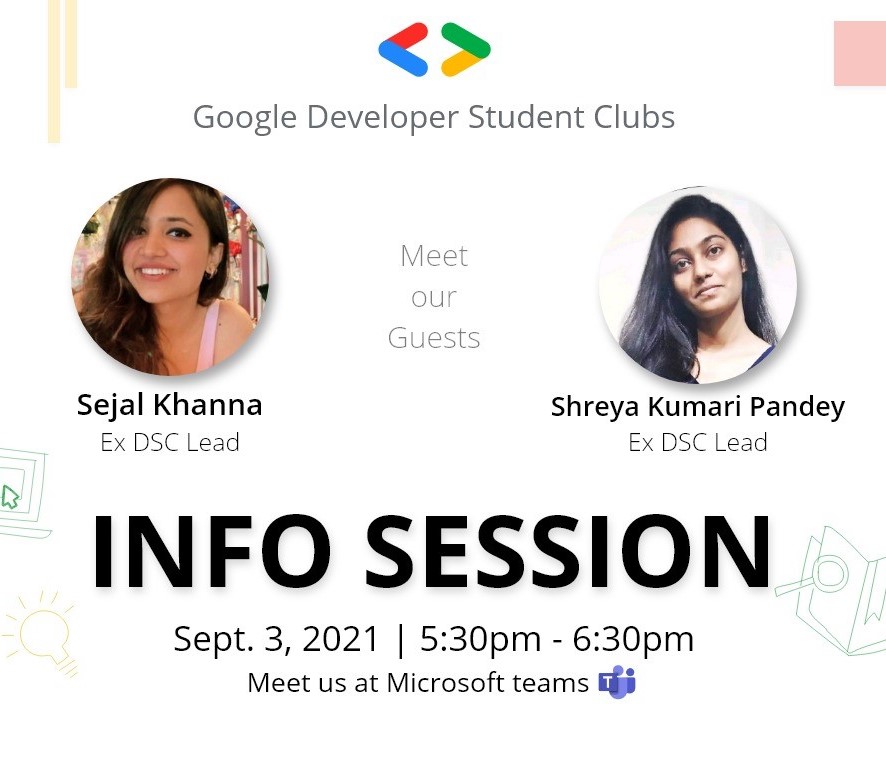 Google Developer Student Clubs
Meet
our
Guests
Sejal Khanna
Ex DSC Lead
Shreya Kumari Pandey
Ex DSC Lead
INFO SESSION
Sept. 3, 2021 | 5:30pm - 6:30pm
Meet us at Microsoft teams